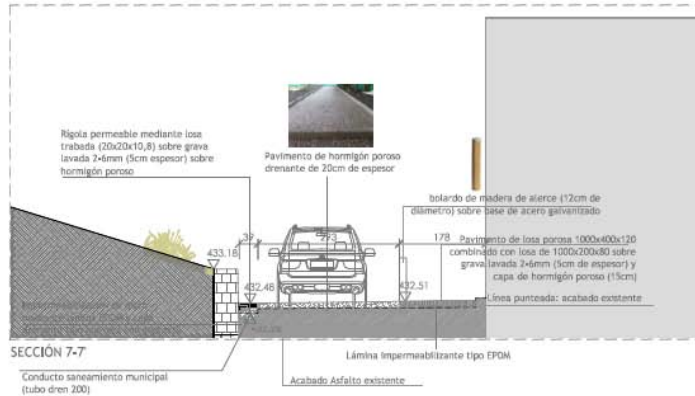 Rígola permeable mediante losa
trabada (20x20x10,8) sobre grava
lavada 2-6mm (5cm espesor) sobre
hormigón poroso
Pavimento de hormigón poroso
drenante de 20cm de espesor
bolardo de madera de alerce (12cm de
diámetro) sobre base de acero galvanizado
39
293
178
Pavimento de losa porosa 1000x400x120
combinado con losa de 1000x200x80 sobre
grava lavada 2-6mm (5cm de espesor) y
capa de hormigón poroso (15cm)
433.18
432.48
432.51
Línea punteada: acabado existente
SECCIÓN 7-7'
Lámina impermeabilizante tipo EPDM
Conducto saneamiento municipal
(tubo dren 200)
Acabado Asfalto existente